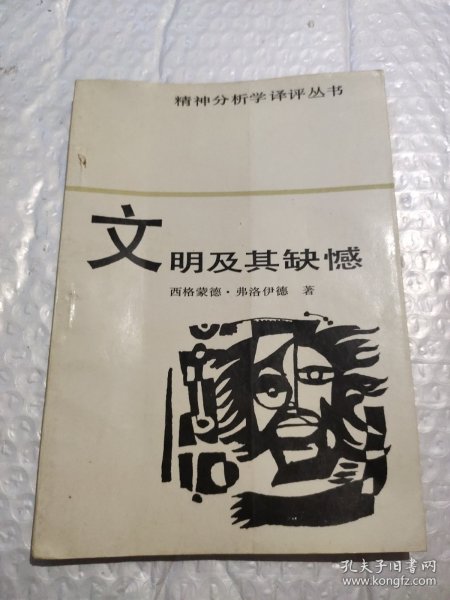 精神分析学译评丛书
文明及其缺憾
西格蒙德·弗洛伊德 著
孔夫子旧书网
www.kongfz.com